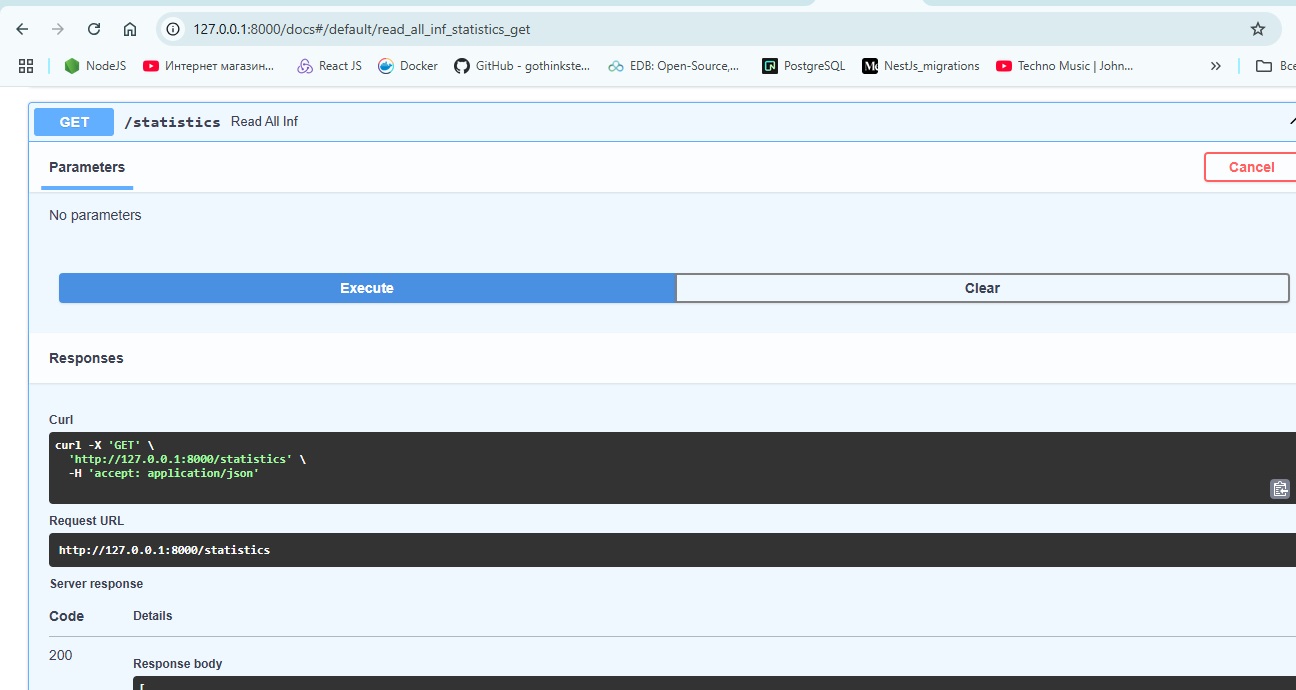 127.0.0.1:8000/docs#/default/read_all_inf_statistics_get
NodeJS
Интернет магазин...
React JS
Docker
GitHub - gothinkste...
EDB: Open-Source,...
PostgreSQL
NestJs_migrations
Techno Music | John...
Все
GET /statistics Read All Inf
Parameters
Cancel
No parameters
Execute
Clear
Responses
Curl
curl -X 'GET' \
'http://127.0.0.1:8000/statistics' \
-H 'accept: application/json'
Request URL
http://127.0.0.1:8000/statistics
Server response
Code Details
200
Response body
[